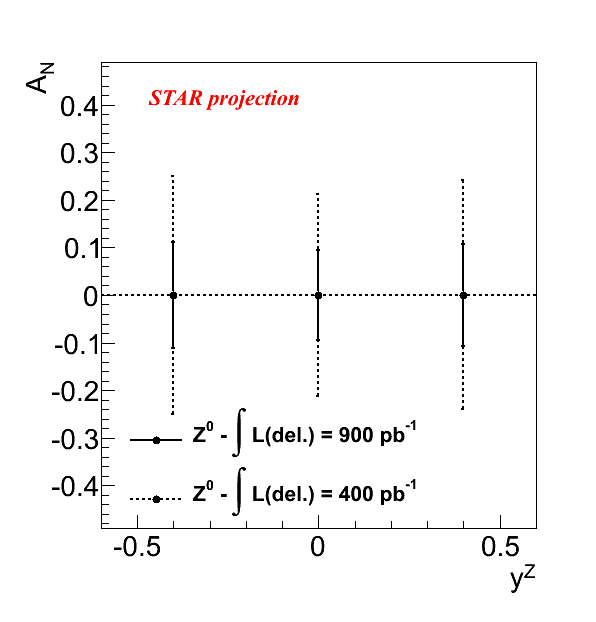 A_N
STAR projection
0.4
0.3
0.2
0.1
0
-0.1
-0.2
-0.3
-0.4
Z^0 - ∫ L(del.) = 900 pb^-1
Z^0 - ∫ L(del.) = 400 pb^-1
-0.5 0 0.5
y^Z